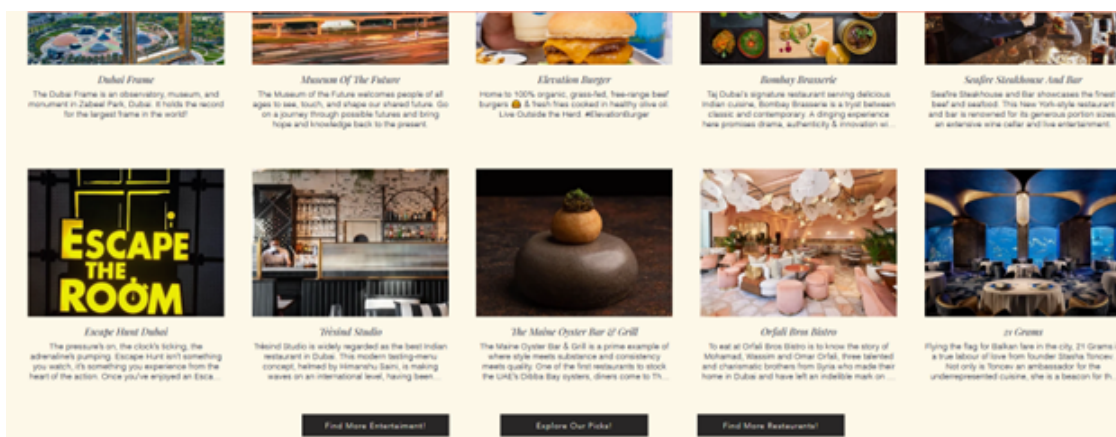 Dubai Frame
The Dubai Frame is an observatory, museum, and
monument in Zabeel Park, Dubai. It holds the record
for the largest frame in the world!
Museum Of The Future
The Museum of the Future welcomes people of all
ages to see, touch, and shape our shared future. Go
on a journey through possible futures and bring
hope and knowledge back to the present.
Elevation Burger
Home to 100% organic, grass-fed, free-range beef
burgers 🍔 & fresh fries cooked in healthy olive oil.
Live Outside the Herd. #ElevationBurger
Bombay Brasserie
Taj Dubai's signature restaurant serving delicious
Indian cuisine, Bombay Brasserie is a tryst between
classic and contemporary. A dinging experience
here promises drama, authenticity & innovation wi...
Seafire Steakhouse And Bar
Seafire Steakhouse and Bar showcases the finest
beef and seafood. This New York-style restaurant
and bar is renowned for its generous portion sizes,
an extensive wine cellar and live entertainment.
ESCAPE
THE
ROOM
Escape Hunt Dubai
The pressure's on, the clock's ticking, the
adrenaline's pumping. Escape Hunt isn't something
you watch, it's something you experience from the
heart of the action. Once you've enjoyed an Esca...
Trèsind Studio
Trèsind Studio is widely regarded as the best Indian
restaurant in Dubai. This modern tasting-menu
concept, helmed by Himanshu Saini, is making
waves on an international level, having been...
The Maine Oyster Bar & Grill
The Maine Oyster Bar & Grill is a prime example of
where style meets substance and consistency
meets quality. One of the first restaurants to stock
the UAE's Dibba Bay oysters, diners come to Th...
Orfali Bros Bistro
To eat at Orfali Bros Bistro is to know the story of
Mohamad, Wassim and Omar Orfali, three talented
and charismatic brothers from Syria who made their
home in Dubai and have left an indelible mark on ...
21 Grams
Flying the flag for Balkan fare in the city, 21 Grams i
a true labour of love from founder Stasha Toncev
Not only is Toncev an ambassador for the
underrepresented cuisine, she is a beacon for th...
Find More Entertaiment!
Explore Our Picks!
Find More Restaurants!